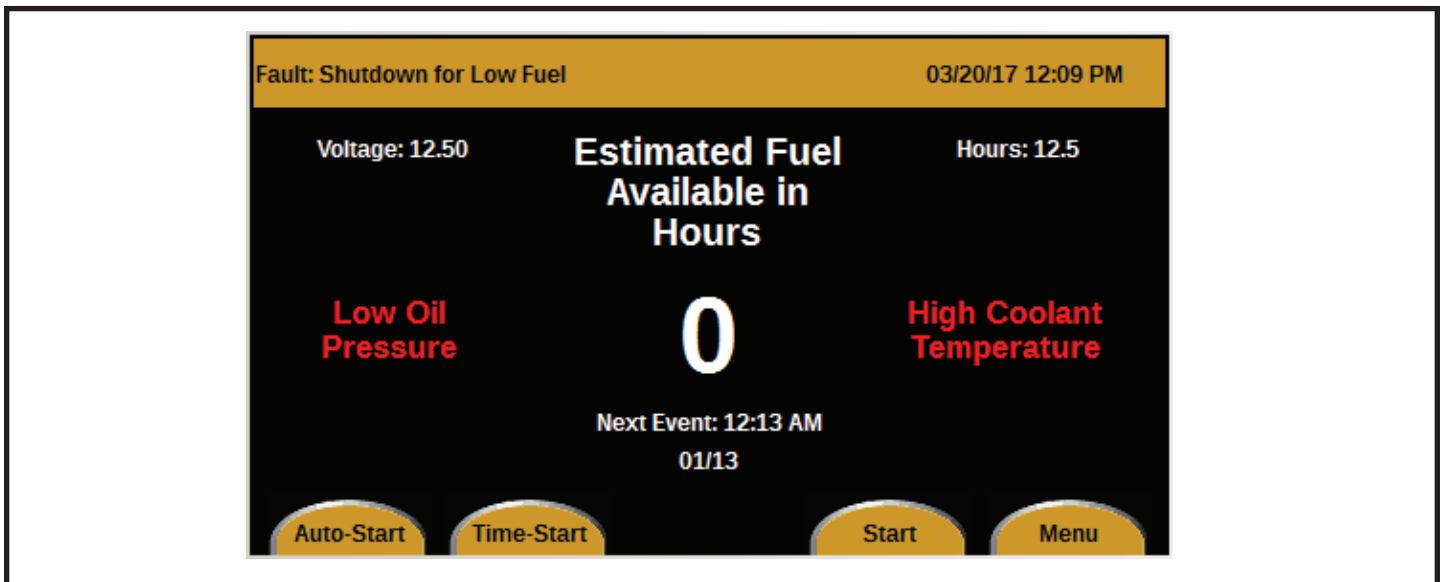 Fault: Shutdown for Low Fuel 03/20/17 12:09 PM
Voltage: 12.50
Estimated Fuel
Available in
Hours
Hours: 12.5
Low Oil
Pressure
0
High Coolant
Temperature
Next Event: 12:13 AM
01/13
Auto-Start Time-Start Start Menu